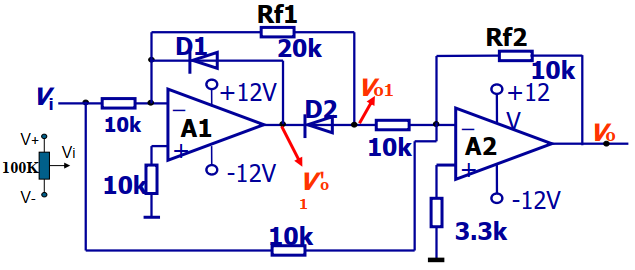 Rf1
D1
20k
Rf2
Vi
+12V
Vo1
+12
10k
V
Vo
10k
−
A1
+
D2
10k
−
A2
+
V+
Vi
100K
V-
10k
-12V
V'o
1
-12V
3.3k
10k